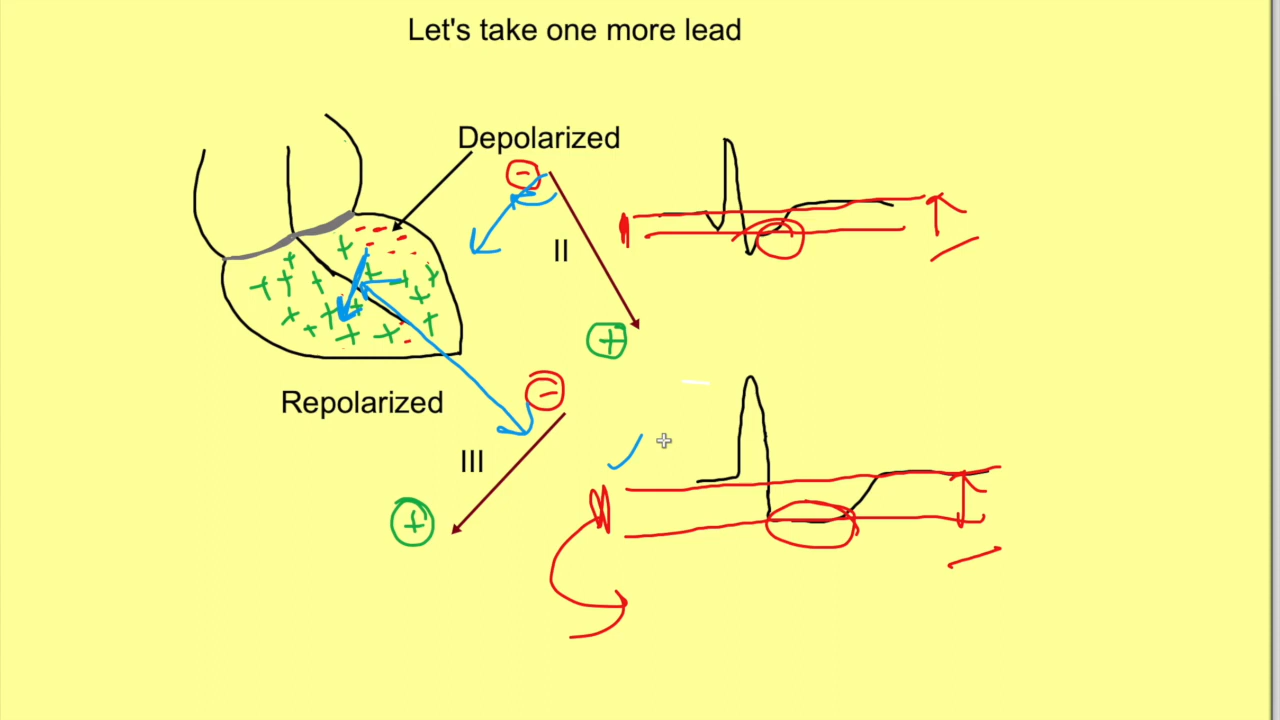 Let's take one more lead
Depolarized
II
Repolarized
III